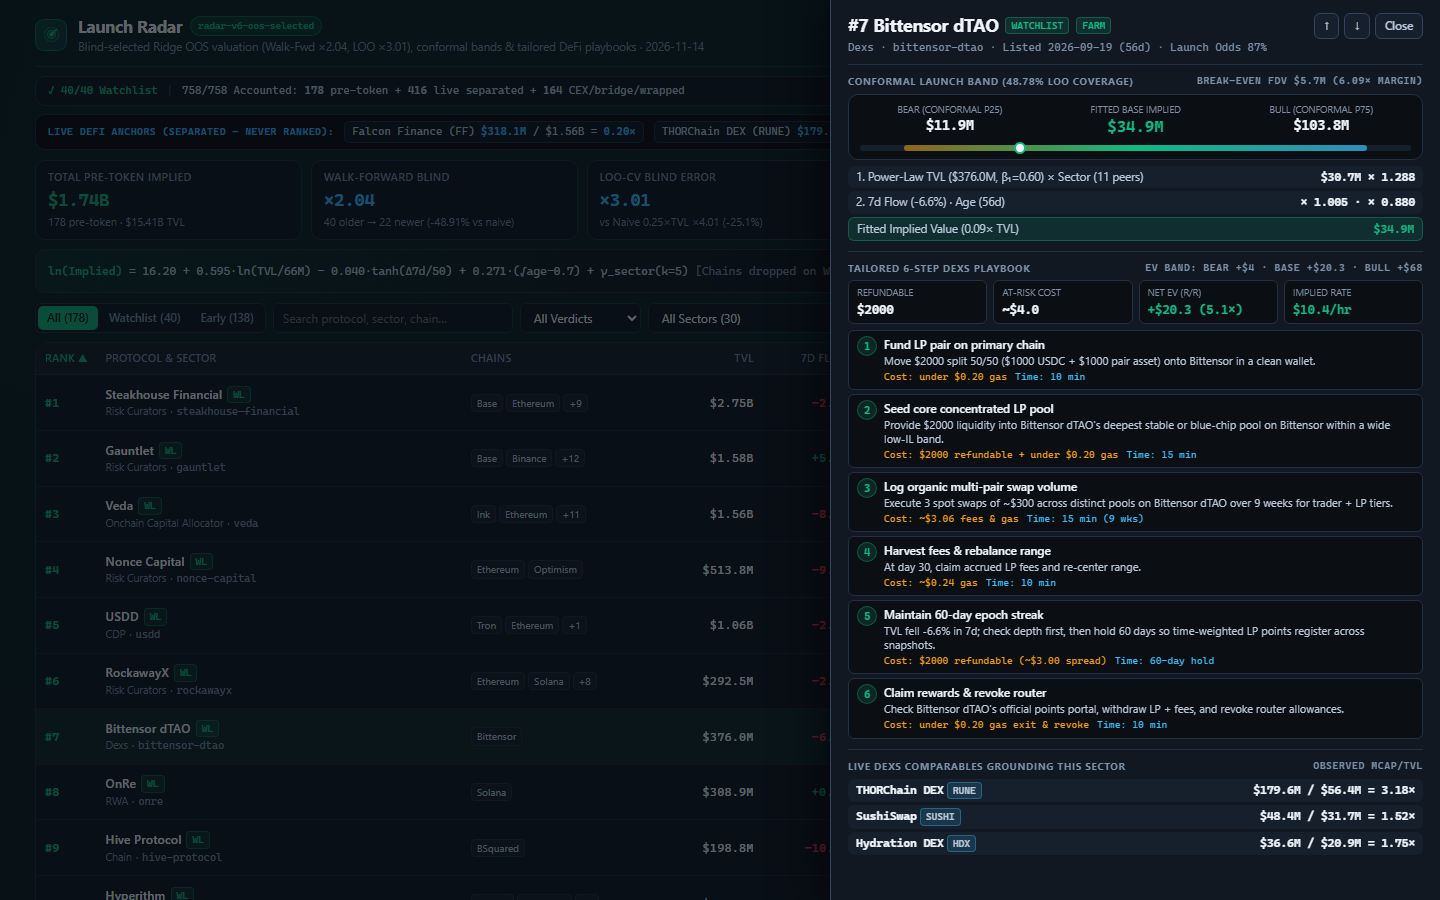 Launch Radar radar-v6-oos-selected
Blind-selected Ridge OOS valuation (Walk-Fwd ×2.04, LOO ×3.01), conformal bands & tailored DeFi playbooks · 2026-11-14
✓ 40/40 Watchlist | 758/758 Accounted: 178 pre-token + 416 live separated + 164 CEX/bridge/wrapped
LIVE DEFI ANCHORS (SEPARATED — NEVER RANKED): Falcon Finance (FF) $318.1M / $1.56B = 0.20× THORChain DEX (RUNE) $179.
TOTAL PRE-TOKEN IMPLIED
$1.74B
178 pre-token · $15.41B TVL
WALK-FORWARD BLIND
×2.04
40 older → 22 newer (-48.91% vs naive)
LOO-CV BLIND ERROR
×3.01
vs Naive 0.25×TVL ×4.01 (-25.1%)
ln(Implied) = 16.20 + 0.595·ln(TVL/66M) − 0.040·tanh(Δ7d/50) + 0.271·(√age-0.7) + γ_sector(k=5) [Chains dropped on W
All (178) Watchlist (40) Early (138) Search protocol, sector, chain... All Verdicts All Sectors (30)
RANK ▲ PROTOCOL & SECTOR CHAINS TVL 7D FL
#1 Steakhouse Financial WL Base Ethereum +9 $2.75B −2.
Risk Curators · steakhouse-financial
#2 Gauntlet WL Base Binance +12 $1.58B +5.
Risk Curators · gauntlet
#3 Veda WL Ink Ethereum +11 $1.56B −8.
Onchain Capital Allocator · veda
#4 Nonce Capital WL Ethereum Optimism $513.8M −9.
Risk Curators · nonce-capital
#5 USDD WL Tron Ethereum +1 $1.06B −2.
CDP · usdd
#6 RockawayX WL Ethereum Solana +8 $292.5M −2.
Risk Curators · rockawayx
#7 Bittensor dTAO WL Bittensor $376.0M −6.
Dexs · bittensor-dtao
#8 OnRe WL Solana $308.9M +0.
RWA · onre
#9 Hive Protocol WL BSquared $198.8M −10.
Chain · hive-protocol
Hyperithm WL
#7 Bittensor dTAO WATCHLIST FARM ↑ ↓ Close
Dexs · bittensor-dtao · Listed 2026-09-19 (56d) · Launch Odds 87%
CONFORMAL LAUNCH BAND (48.78% LOO COVERAGE) BREAK-EVEN FDV $5.7M (6.09× MARGIN)
BEAR (CONFORMAL P25) FITTED BASE IMPLIED BULL (CONFORMAL P75)
$11.9M $34.9M $103.8M
1. Power-Law TVL ($376.0M, β₁=0.60) × Sector (11 peers) $30.7M × 1.288
2. 7d Flow (-6.6%) · Age (56d) × 1.005 · × 0.880
Fitted Implied Value (0.09× TVL) $34.9M
TAILORED 6-STEP DEXS PLAYBOOK EV BAND: BEAR +$4 · BASE +$20.3 · BULL +$68
REFUNDABLE
$2000
AT-RISK COST
~$4.0
NET EV (R/R)
+$20.3 (5.1×)
IMPLIED RATE
$10.4/hr
1 Fund LP pair on primary chain
Move $2000 split 50/50 ($1000 USDC + $1000 pair asset) onto Bittensor in a clean wallet.
Cost: under $0.20 gas Time: 10 min
2 Seed core concentrated LP pool
Provide $2000 liquidity into Bittensor dTAO's deepest stable or blue-chip pool on Bittensor within a wide
low-IL band.
Cost: $2000 refundable + under $0.20 gas Time: 15 min
3 Log organic multi-pair swap volume
Execute 3 spot swaps of ~$300 across distinct pools on Bittensor dTAO over 9 weeks for trader + LP tiers.
Cost: ~$3.06 fees & gas Time: 15 min (9 wks)
4 Harvest fees & rebalance range
At day 30, claim accrued LP fees and re-center range.
Cost: ~$0.24 gas Time: 10 min
5 Maintain 60-day epoch streak
TVL fell -6.6% in 7d; check depth first, then hold 60 days so time-weighted LP points register across
snapshots.
Cost: $2000 refundable (~$3.00 spread) Time: 60-day hold
6 Claim rewards & revoke router
Check Bittensor dTAO's official points portal, withdraw LP + fees, and revoke router allowances.
Cost: under $0.20 gas exit & revoke Time: 10 min
LIVE DEXS COMPARABLES GROUNDING THIS SECTOR OBSERVED MCAP/TVL
THORChain DEX RUNE $179.6M / $56.4M = 3.18×
SushiSwap SUSHI $48.4M / $31.7M = 1.52×
Hydration DEX HDX $36.6M / $20.9M = 1.75×